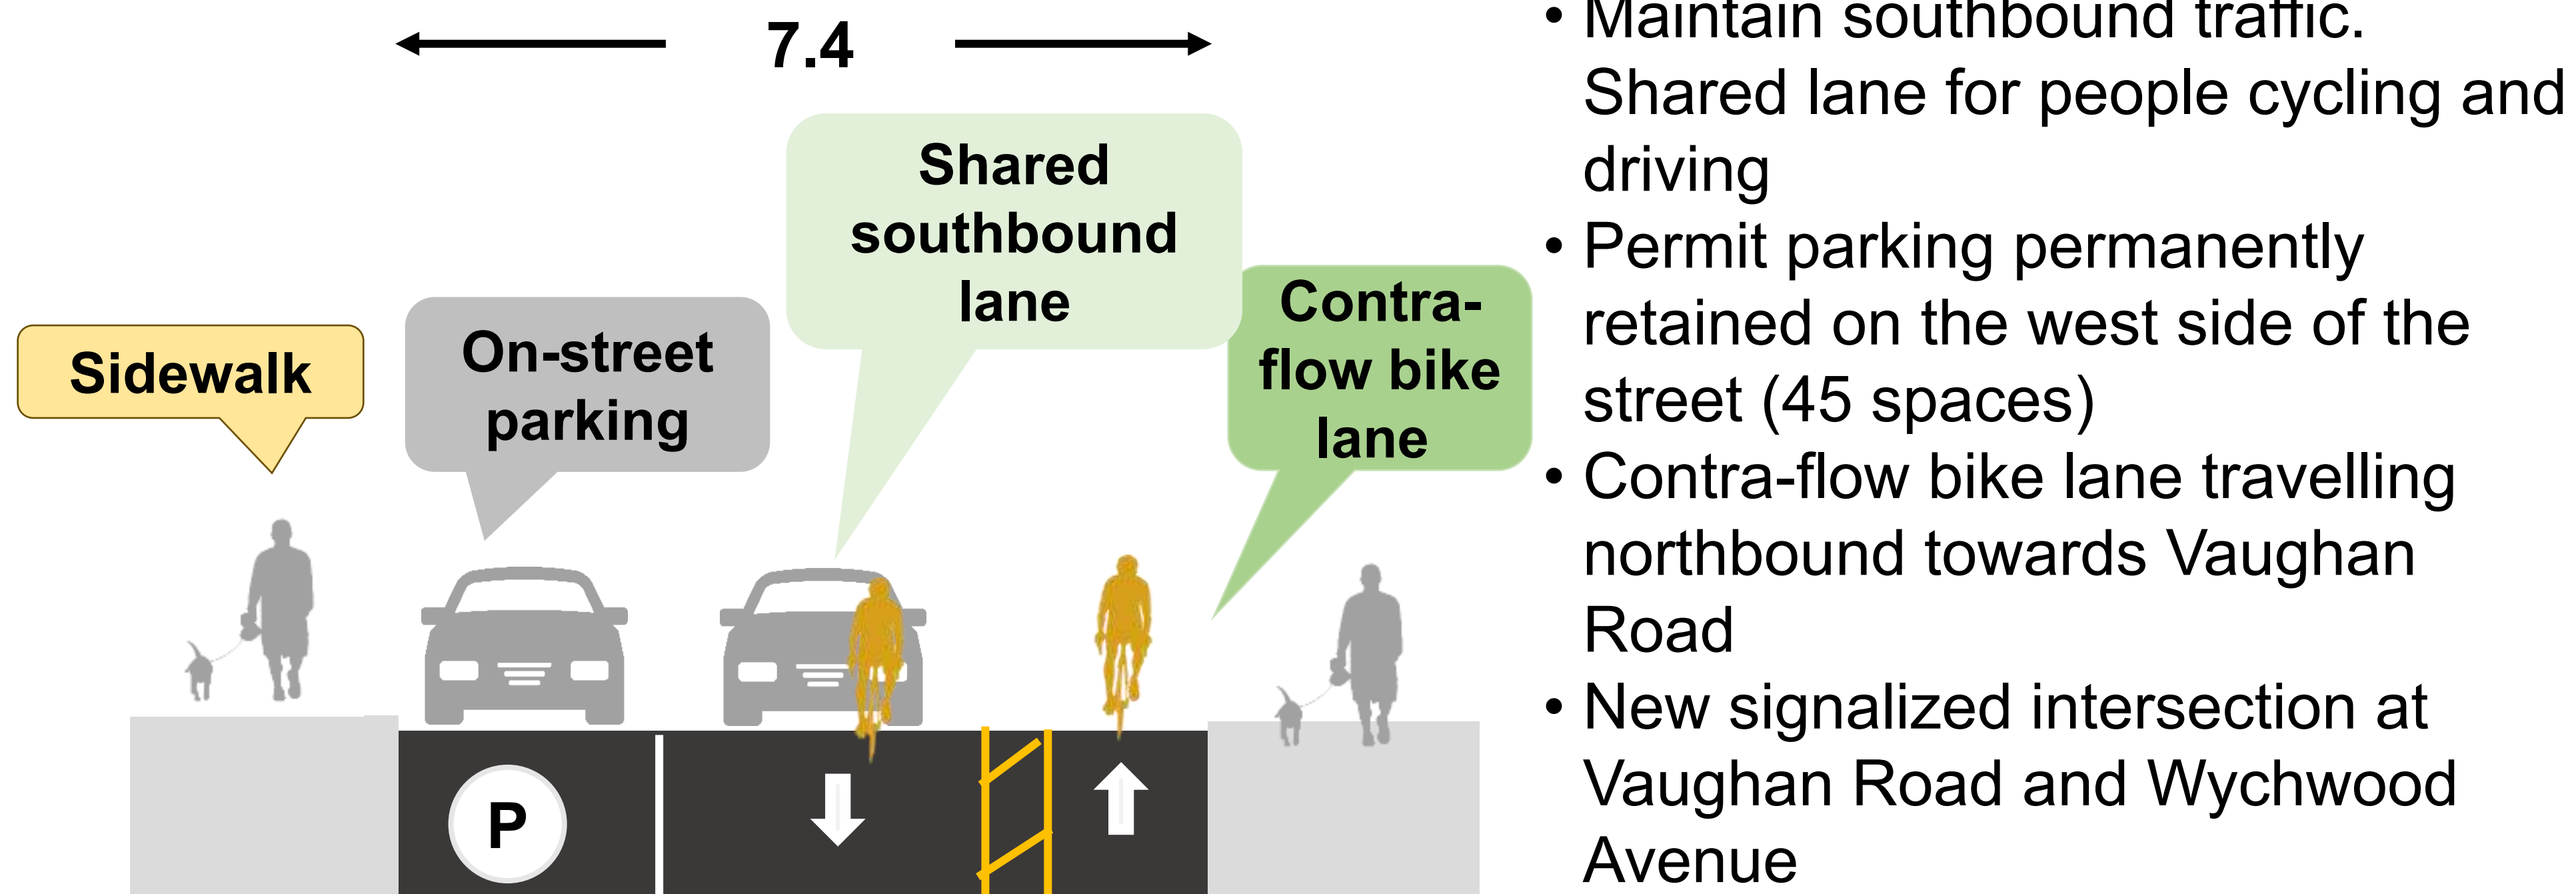 7.4
Shared
southbound
lane
Contra-
flow bike
lane
On-street
parking
Sidewalk
P
• Maintain southbound traffic.
Shared lane for people cycling and
driving
• Permit parking permanently
retained on the west side of the
street (45 spaces)
• Contra-flow bike lane travelling
northbound towards Vaughan
Road
• New signalized intersection at
Vaughan Road and Wychwood
Avenue